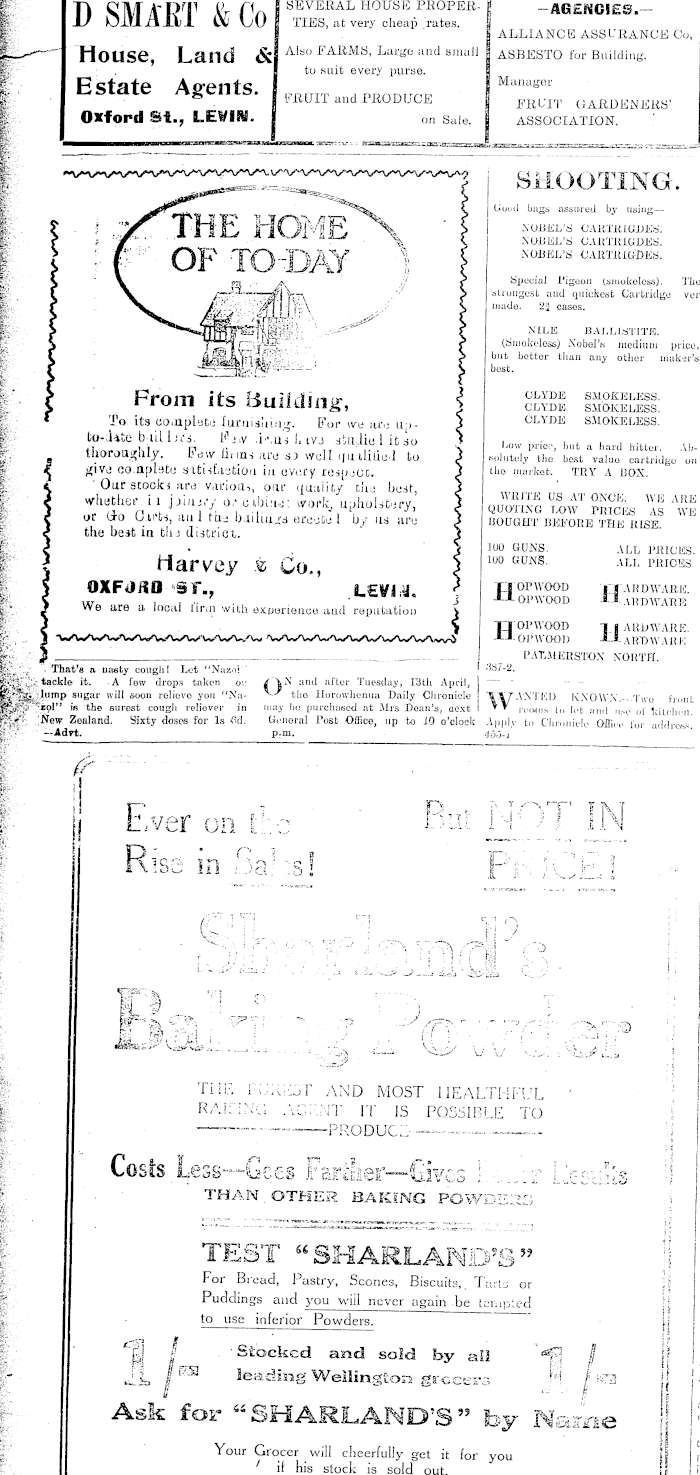 D SMART & Co
House, Land &
Estate Agents.
Oxford St., LEVIN.
SEVERAL HOUSE PROPER-
TIES, at very cheap rates.
Also FARMS, Large and small
to suit every purse.
FRUIT and PRODUCE
on Sale.
—AGENCIES.—
ALLIANCE ASSURANCE Co,
ASBESTO for Building.
Manager
FRUIT GARDENERS'
ASSOCIATION.
THE HOME
OF TO-DAY
From its Building,
To its complete furnishing. For we are up-
to-date builders. Few firms have studied it so
thoroughly. Few firms are so well qualified to
give complete satisfaction in every respect.
Our stocks are various, our quality the best,
whether in joinery or cabinet work, upholstery,
or Go Carts, and the buildings erected by us are
the best in the district.
Harvey & Co.,
OXFORD ST., LEVIN.
We are a local firm with experience and reputation
SHOOTING.
Good bags assured by using—
NOBEL'S CARTRIGDES.
NOBEL'S CARTRIGDES.
NOBEL'S CARTRIGDES.
Special Pigeon (smokeless). The
strongest and quickest Cartridge ver
made. 2¾ cases.
NILE BALLISTITE.
(Smokeless) Nobel's medium price,
but better than any other maker's
best.
CLYDE SMOKELESS.
CLYDE SMOKELESS.
CLYDE SMOKELESS.
Low price, but a hard hitter. Ab-
solutely the best value cartridge on
the market. TRY A BOX.
WRITE US AT ONCE. WE ARE
QUOTING LOW PRICES AS WE
BOUGHT BEFORE THE RISE.
100 GUNS. ALL PRICES.
100 GUNS. ALL PRICES.
HOPWOOD HARDWARE.
OPWOOD ARDWARE
HOPWOOD HARDWARE.
OPWOOD ARDWARE
PALMERSTON NORTH.
387-2.
WANTED KNOWN.—Two front
rooms to let and use of kitchen.
Apply to Chronicle Office for address.
That's a nasty cough! Let "Nazol"
tackle it. A few drops taken on
lump sugar will soon relieve you "Na-
zol" is the surest cough reliever in
New Zealand. Sixty doses for 1s 6d.
—Advt.
ON and after Tuesday, 13th April,
the Horowhenua Daily Chronicle
may be purchased at Mrs Dean's, next
General Post Office, up to 10 o'clock
p.m.
Ever on the
Rise in Sales!
But NOT IN
PRICE!
Sharland's
Baking Powder
THE PUREST AND MOST HEALTHFUL
RAISING AGENT IT IS POSSIBLE TO
PRODUCE
Costs Less—Goes Farther—Gives Better Results
THAN OTHER BAKING POWDERS
TEST "SHARLAND'S"
For Bread, Pastry, Scones, Biscuits, Tarts or
Puddings and you will never again be tempted
to use inferior Powders.
1/- Stocked and sold by all 1/-
leading Wellington grocers
Ask for "SHARLAND'S" by Name
Your Grocer will cheerfully get it for you
if his stock is sold out.